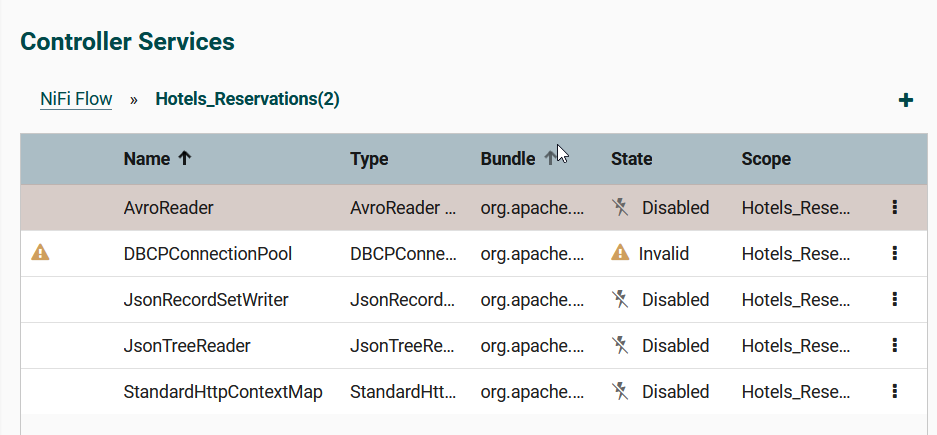 Controller Services
NiFi Flow » Hotels_Reservations(2)
Name Type Bundle State Scope
AvroReader AvroReader ... org.apache.... Disabled Hotels_Rese...
DBCPConnectionPool DBCPConne... org.apache.... Invalid Hotels_Rese...
JsonRecordSetWriter JsonRecord... org.apache.... Disabled Hotels_Rese...
JsonTreeReader JsonTreeRe... org.apache.... Disabled Hotels_Rese...
StandardHttpContextMap StandardHtt... org.apache.... Disabled Hotels_Rese...